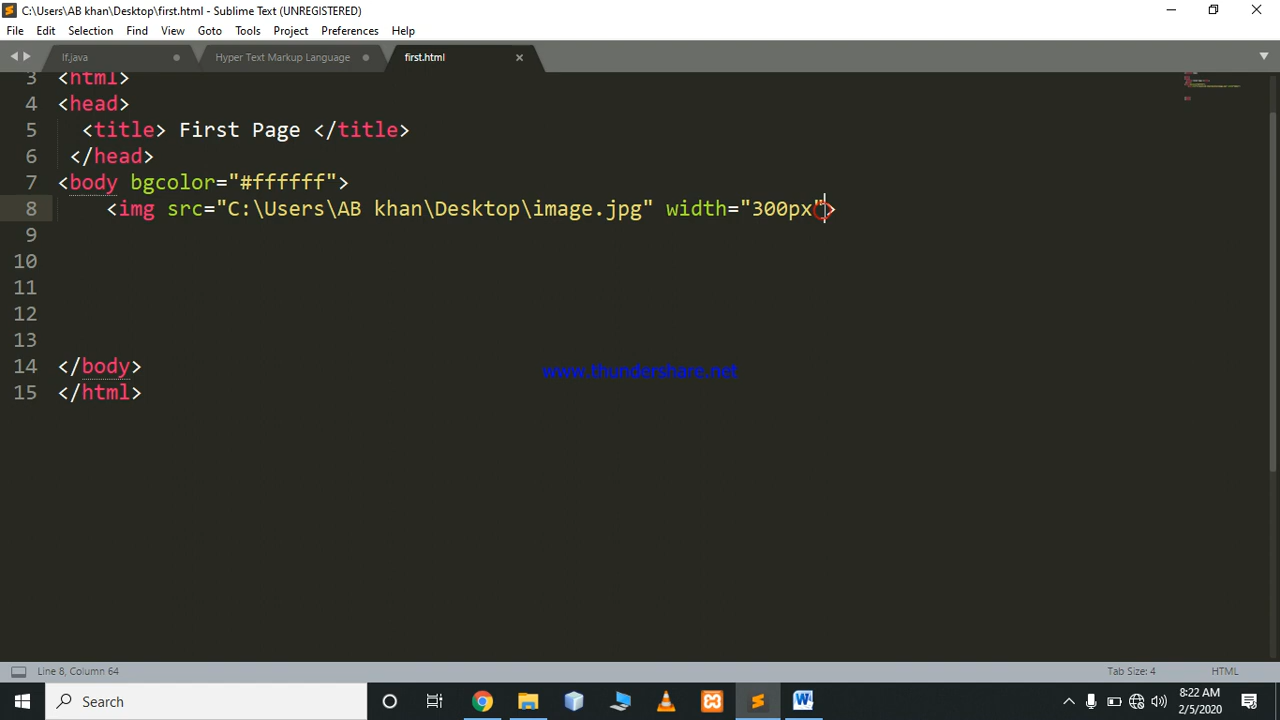 C:\Users\AB khan\Desktop\first.html - Sublime Text (UNREGISTERED)
File Edit Selection Find View Goto Tools Project Preferences Help
If.java
Hyper Text Markup Language
first.html
3 <html>
4 <head>
5 <title> First Page </title>
6 </head>
7 <body bgcolor="#ffffff">
8 <img src="C:\Users\AB khan\Desktop\image.jpg" width="300px">
9
10
11
12
13
14 </body>
15 </html>
www.thundershare.net
Line 8, Column 64
Tab Size: 4
HTML
Search
8:22 AM
2/5/2020